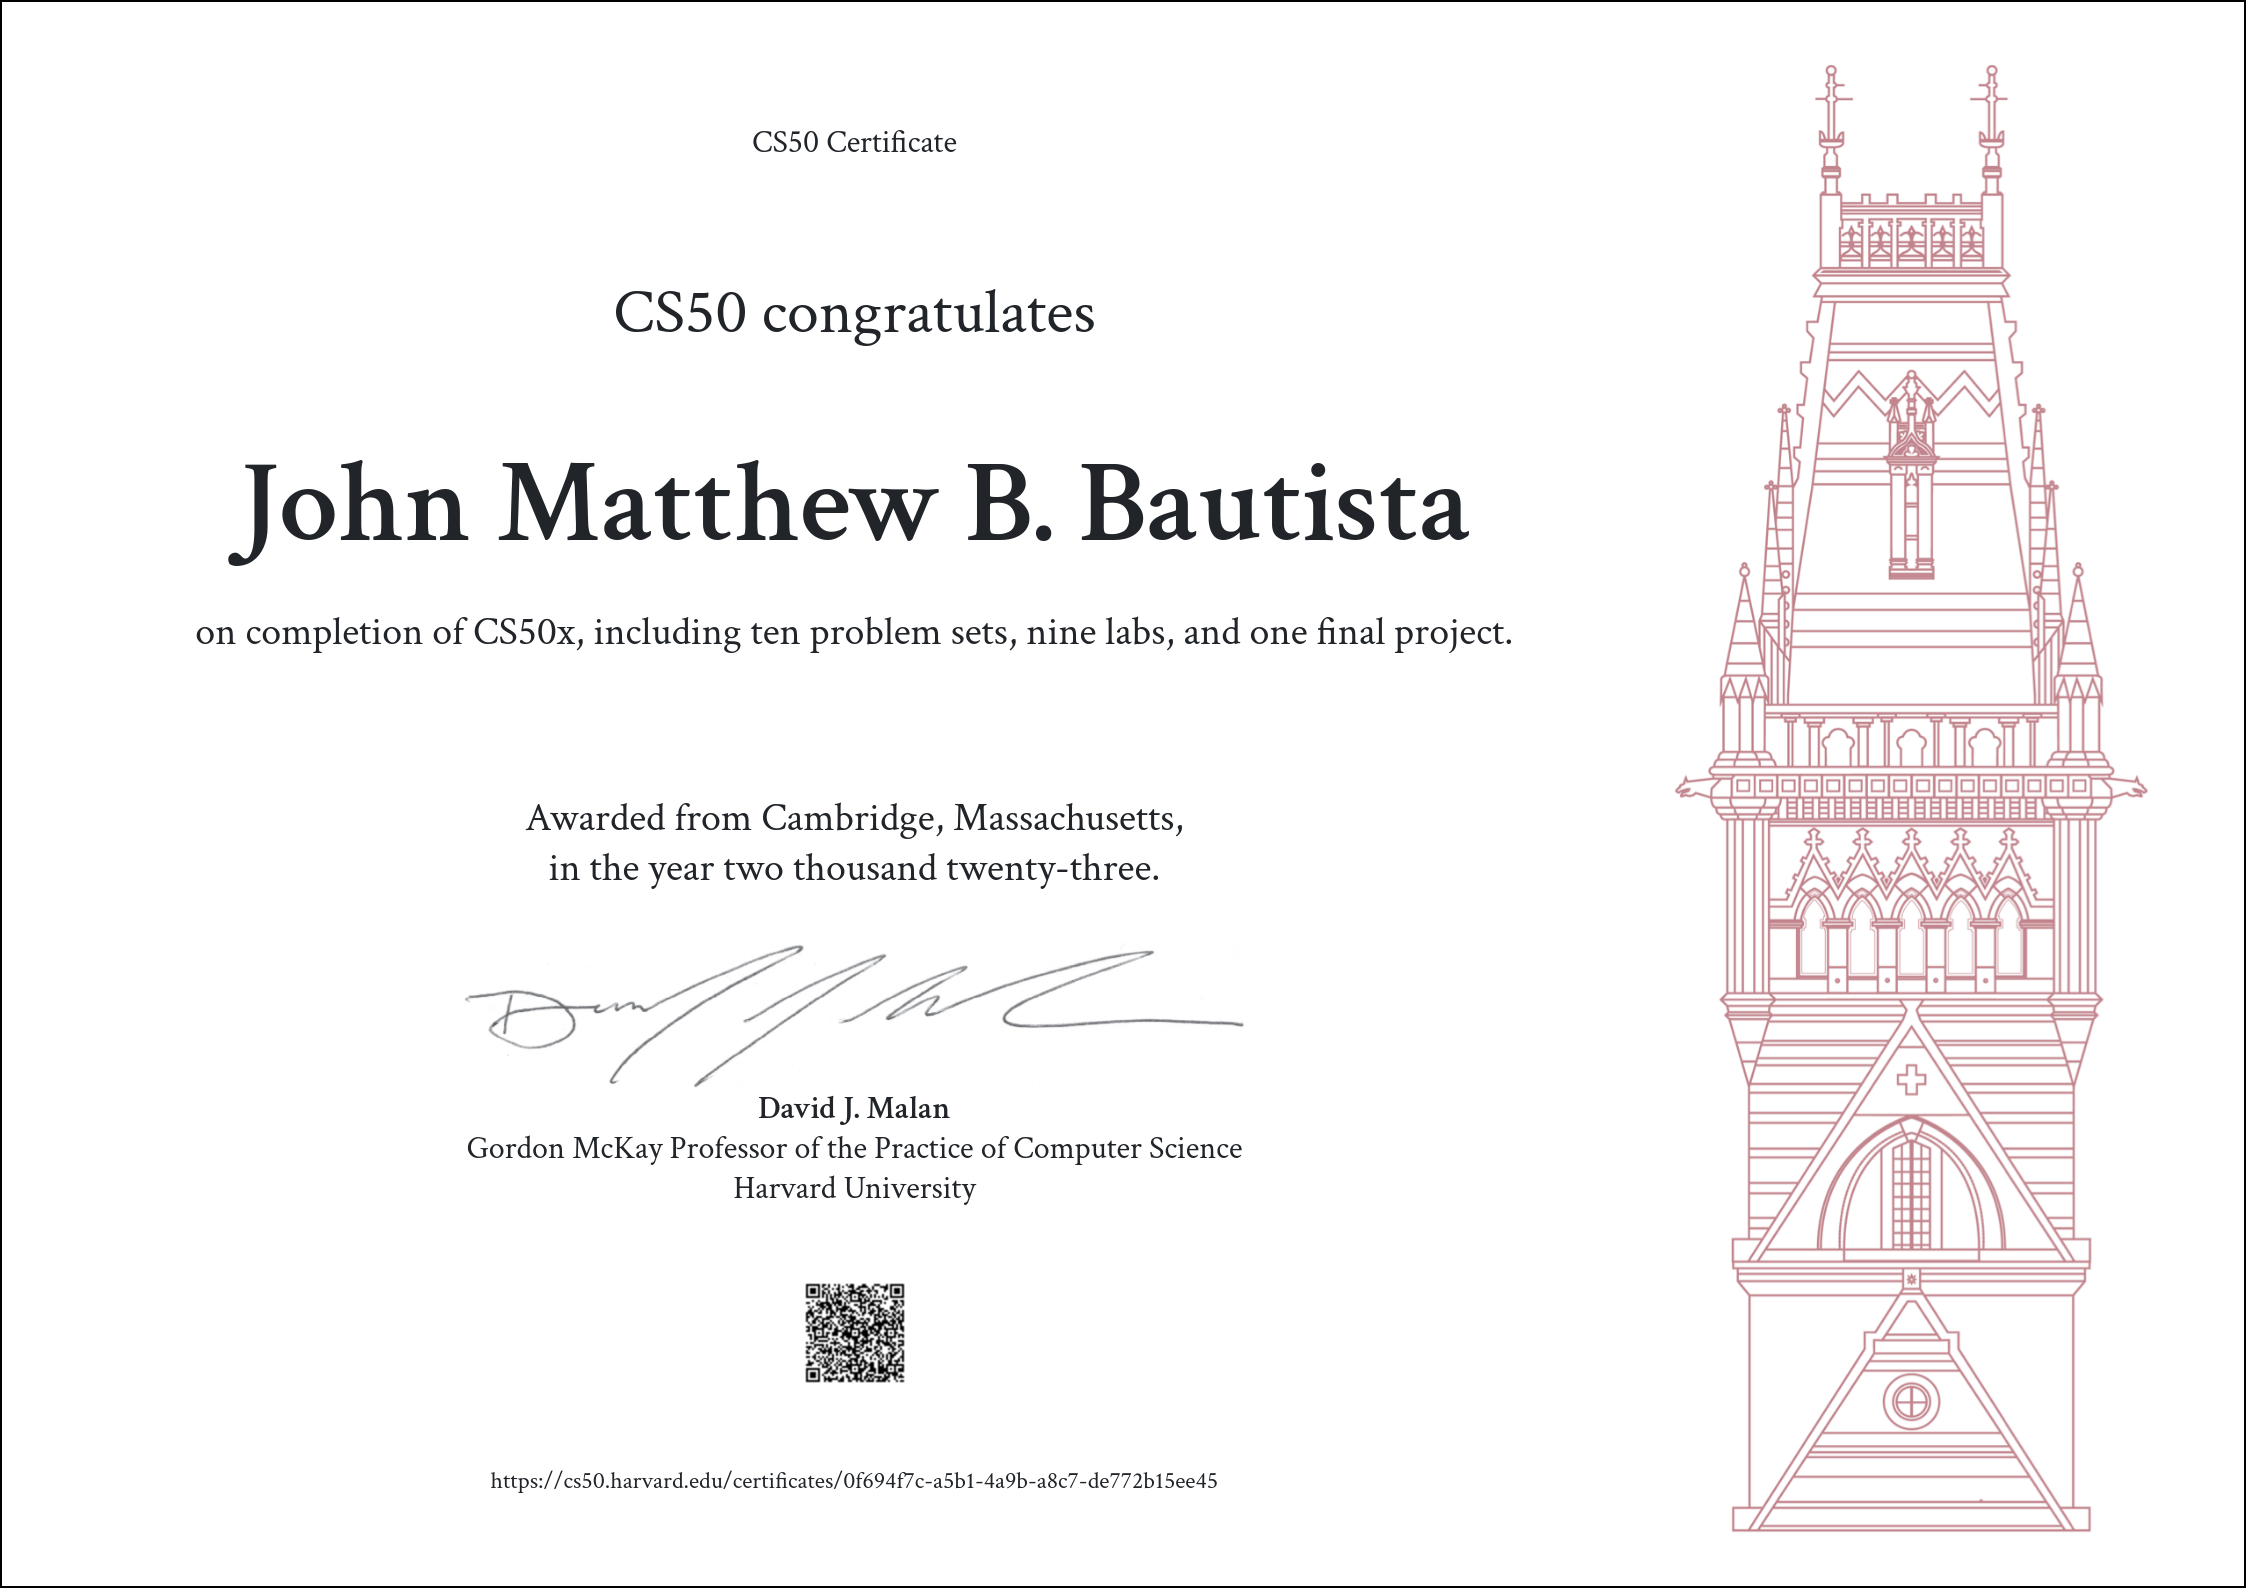 CS50 Certificate
CS50 congratulates
John Matthew B. Bautista
on completion of CS50x, including ten problem sets, nine labs, and one final project.
Awarded from Cambridge, Massachusetts,
in the year two thousand twenty-three.
David J. Malan
Gordon McKay Professor of the Practice of Computer Science
Harvard University
https://cs50.harvard.edu/certificates/0f694f7c-a5b1-4a9b-a8c7-de772b15ee45